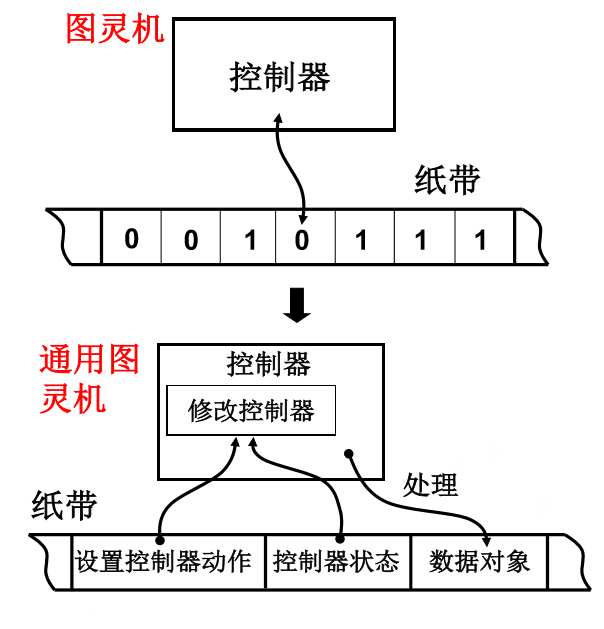 图灵机
控制器
纸带
0 0 1 0 1 1 1
通用图
灵机
控制器
修改控制器
处理
纸带
设置控制器动作 控制器状态 数据对象